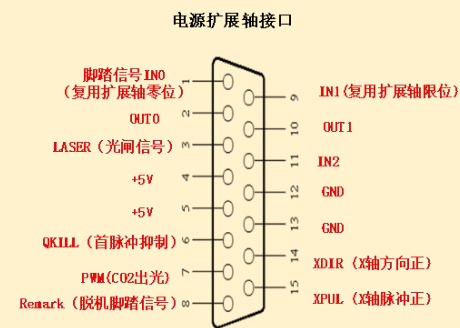 电源扩展轴接口
脚踏信号IN0
（复用扩展轴零位）
1
9
IN1(复用扩展轴限位)
OUT0
2
10
OUT1
LASER（光闸信号）
3
11
IN2
+5V
4
12
GND
+5V
5
13
GND
QKILL（首脉冲抑制）
6
14
XDIR（X轴方向正）
PWM(CO2出光)
7
15
XPUL（X轴脉冲正）
Remark（脱机脚踏信号）
8